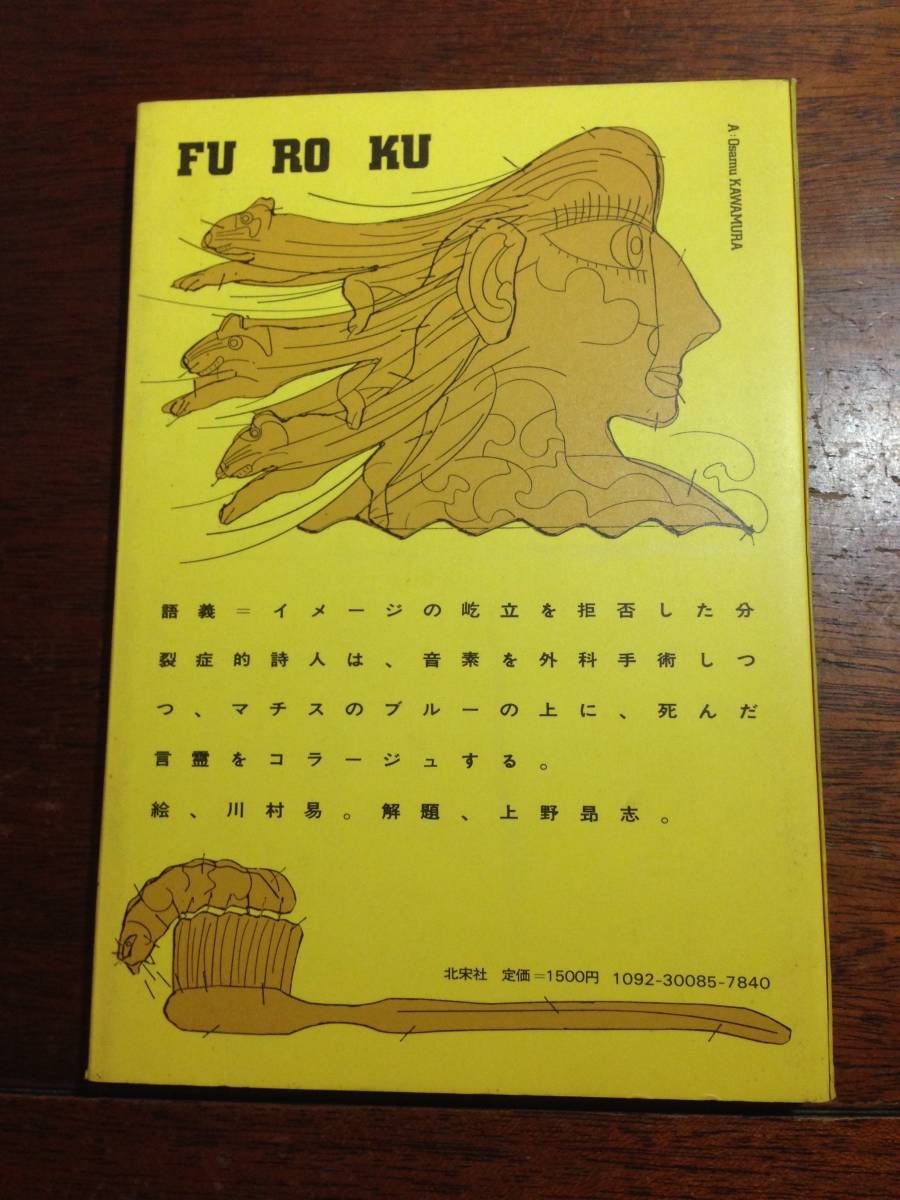 FU RO KU
A:Osamu KAWAMURA
語義＝イメージの屹立を拒否した分
裂症的詩人は、音素を外科手術しつ
つ、マチスのブルーの上に、死んだ
言霊をコラージュする。
絵、川村易。解題、上野昻志。
北宋社 定価＝1500円 1092-30085-7840